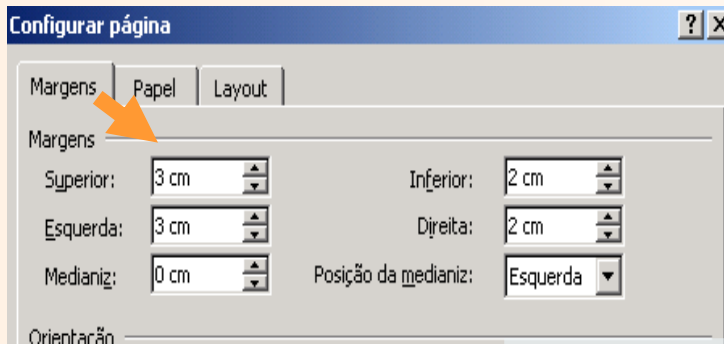 Configurar página
Margens Papel Layout
Margens
Superior: 3 cm Inferior: 2 cm
Esquerda: 3 cm Direita: 2 cm
Medianiz: 0 cm Posição da medianiz: Esquerda
Orientação